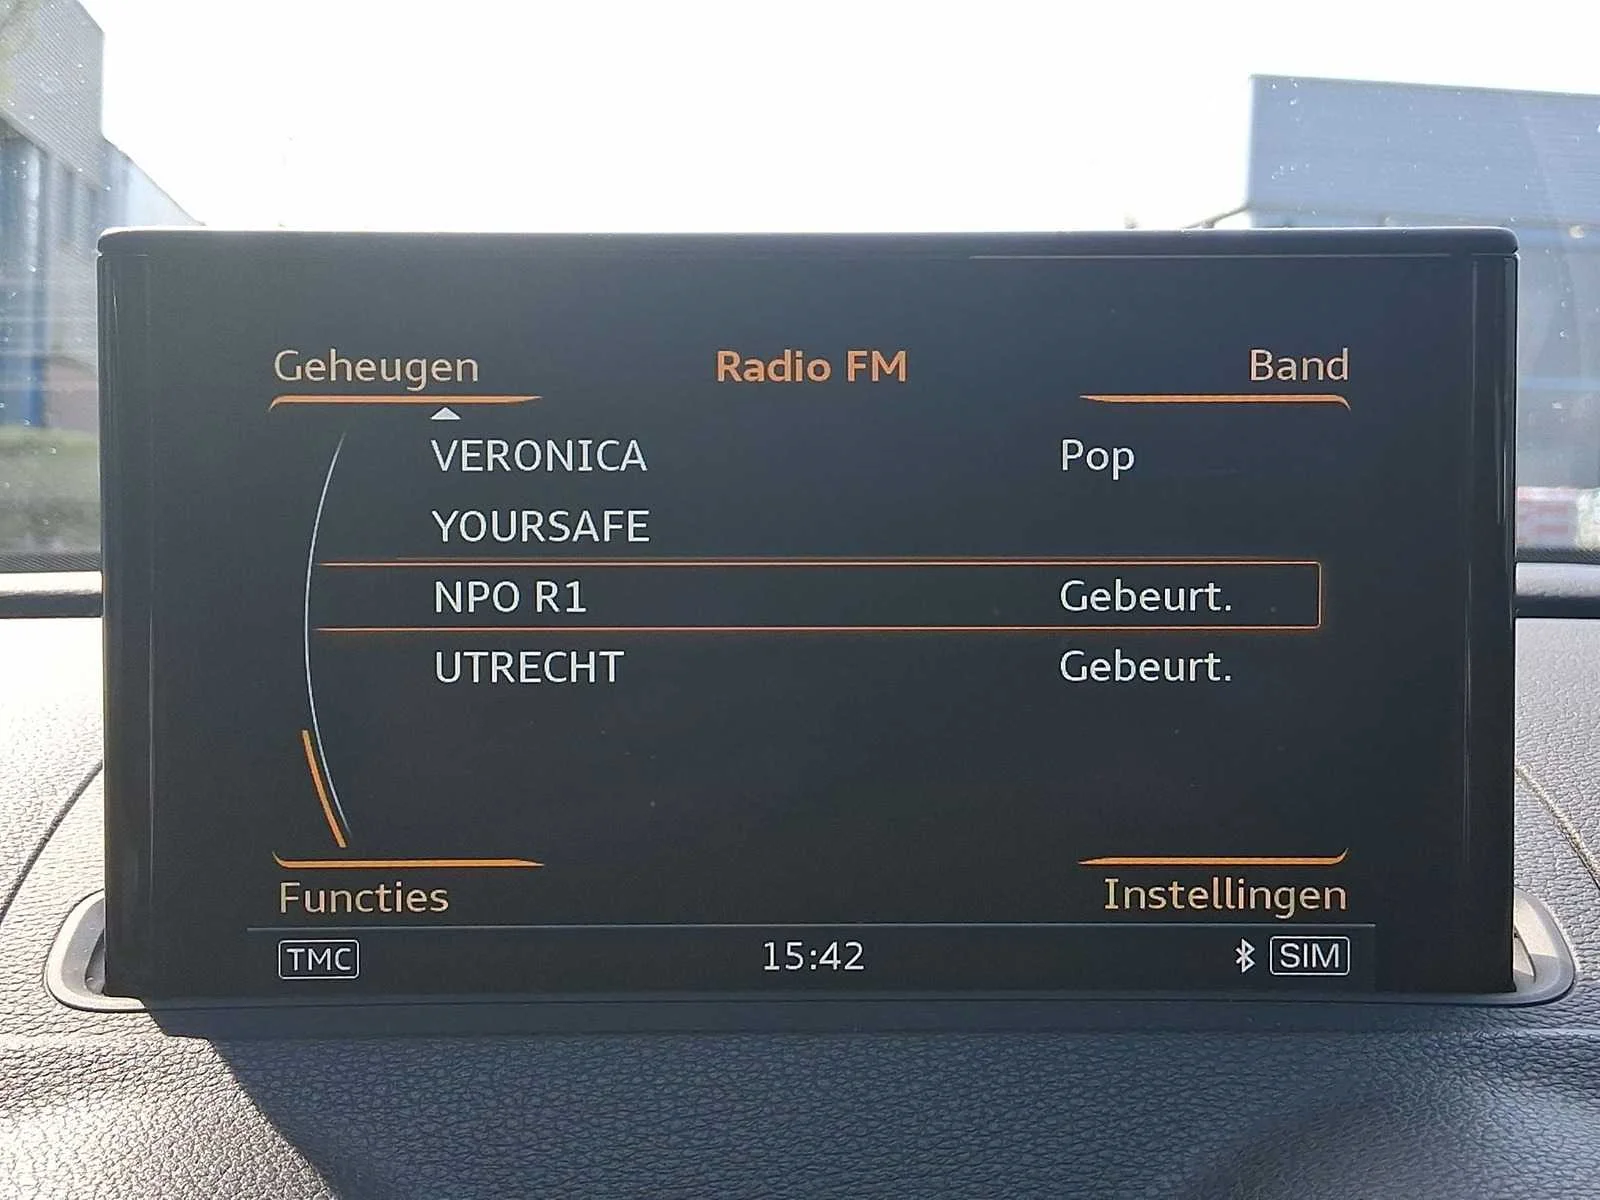 Geheugen Radio FM Band
VERONICA Pop
YOURSAFE
NPO R1 Gebeurt.
UTRECHT Gebeurt.
Functies Instellingen
TMC 15:42 SIM